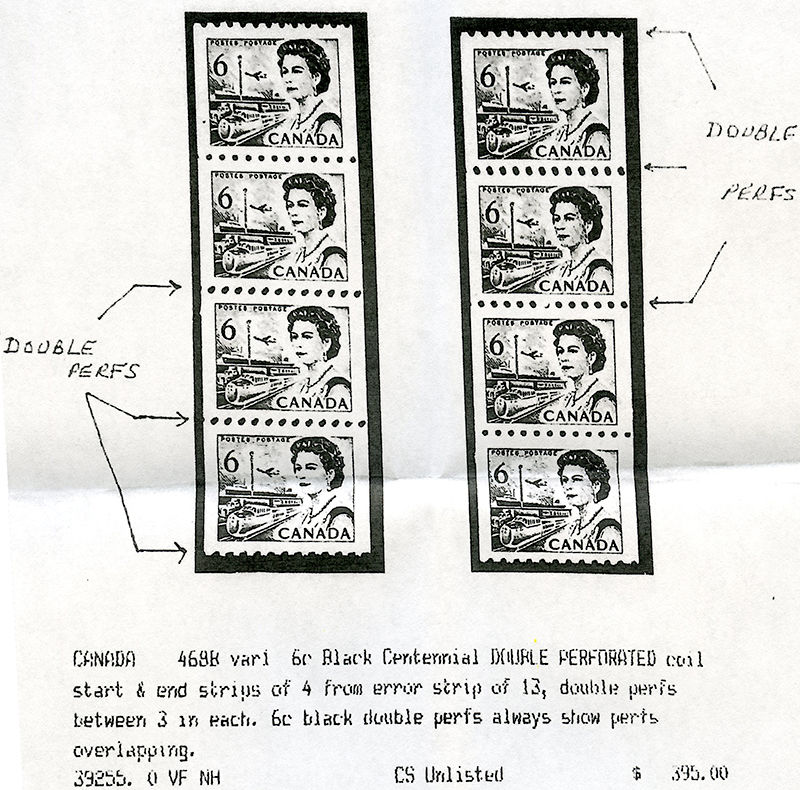 POSTES POSTAGE
6
CANADA
POSTES POSTAGE
6
CANADA
POSTES POSTAGE
6
CANADA
POSTES POSTAGE
6
CANADA
POSTES POSTAGE
6
CANADA
POSTES POSTAGE
6
CANADA
POSTES POSTAGE
6
CANADA
POSTES POSTAGE
6
CANADA
DOUBLE
PERFS
DOUBLE
PERFS
CANADA 468B vari 6c Black Centennial DOUBLE PERFORATED coil
start & end strips of 4 from error strip of 13, double perfs
between 3 in each. 6c black double perfs always show perfs
overlapping.
39255. 0 VF NH CS Unlisted $ 395.00